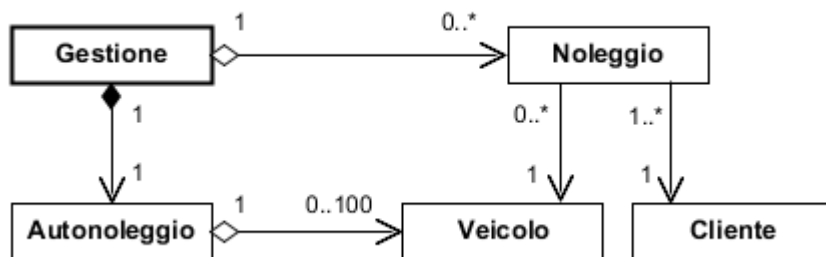 1 0..*
Gestione Noleggio
1 0..* 1..*
1 1 1
1 0..100
Autonoleggio Veicolo Cliente